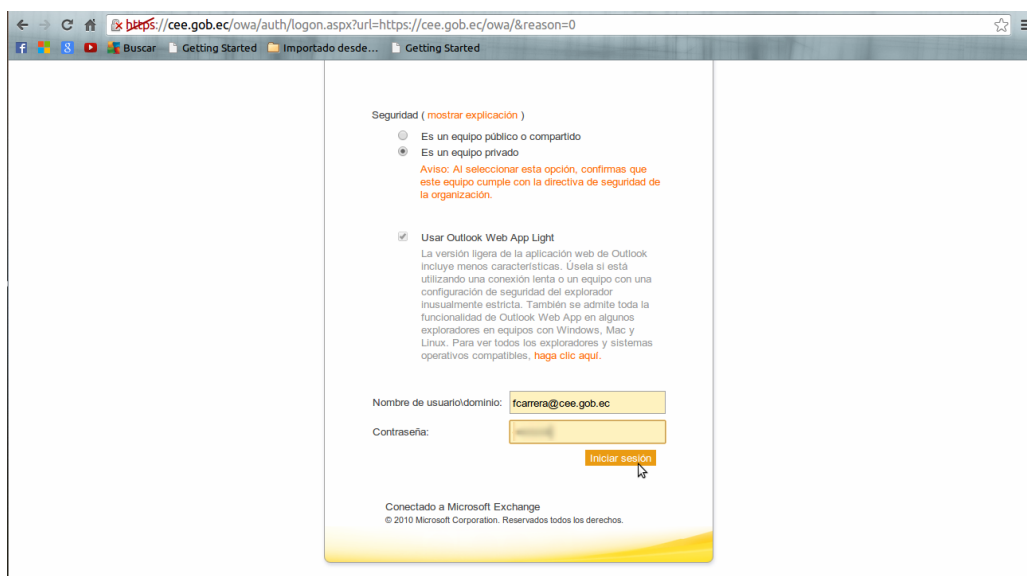 https://cee.gob.ec/owa/auth/logon.aspx?url=https://cee.gob.ec/owa/&reason=0
Buscar Getting Started Importado desde... Getting Started
Seguridad ( mostrar explicación )
Es un equipo público o compartido
Es un equipo privado
Aviso: Al seleccionar esta opción, confirmas que
este equipo cumple con la directiva de seguridad de
la organización.
Usar Outlook Web App Light
La versión ligera de la aplicación web de Outlook
incluye menos características. Úsela si está
utilizando una conexión lenta o un equipo con una
configuración de seguridad del explorador
inusualmente estricta. También se admite toda la
funcionalidad de Outlook Web App en algunos
exploradores en equipos con Windows, Mac y
Linux. Para ver todos los exploradores y sistemas
operativos compatibles, haga clic aquí.
Nombre de usuario\dominio: fcarrera@cee.gob.ec
Contraseña:
Iniciar sesión
Conectado a Microsoft Exchange
© 2010 Microsoft Corporation. Reservados todos los derechos.